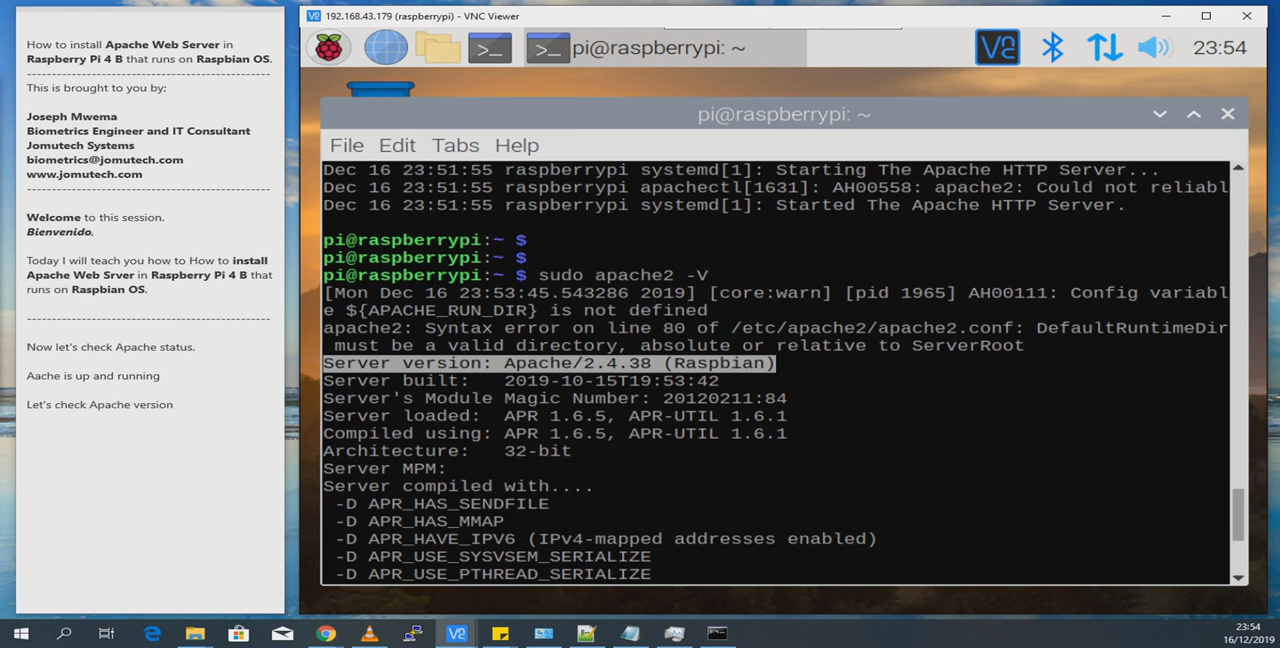 How to install Apache Web Server in
Raspberry Pi 4 B that runs on Raspbian OS.
--------------------------------------------------------------
This is brought to you by;
Joseph Mwema
Biometrics Engineer and IT Consultant
Jomutech Systems
biometrics@jomutech.com
www.jomutech.com
--------------------------------------------------------------
Welcome to this session.
Bienvenido,
Today I will teach you how to How to install
Apache Web Srver in Raspberry Pi 4 B that
runs on Raspbian OS.
--------------------------------------------------------------
Now let's check Apache status.
Aache is up and running
Let's check Apache version
192.168.43.179 (raspberrypi) - VNC Viewer
pi@raspberrypi: ~
23:54
pi@raspberrypi: ~
File Edit Tabs Help
Dec 16 23:51:55 raspberrypi systemd[1]: Starting The Apache HTTP Server...
Dec 16 23:51:55 raspberrypi apachectl[1631]: AH00558: apache2: Could not reliabl
Dec 16 23:51:55 raspberrypi systemd[1]: Started The Apache HTTP Server.
pi@raspberrypi:~ $
pi@raspberrypi:~ $
pi@raspberrypi:~ $ sudo apache2 -V
[Mon Dec 16 23:53:45.543286 2019] [core:warn] [pid 1965] AH00111: Config variabl
e ${APACHE_RUN_DIR} is not defined
apache2: Syntax error on line 80 of /etc/apache2/apache2.conf: DefaultRuntimeDir
must be a valid directory, absolute or relative to ServerRoot
Server version: Apache/2.4.38 (Raspbian)
Server built: 2019-10-15T19:53:42
Server's Module Magic Number: 20120211:84
Server loaded: APR 1.6.5, APR-UTIL 1.6.1
Compiled using: APR 1.6.5, APR-UTIL 1.6.1
Architecture: 32-bit
Server MPM:
Server compiled with....
-D APR_HAS_SENDFILE
-D APR_HAS_MMAP
-D APR_HAVE_IPV6 (IPv4-mapped addresses enabled)
-D APR_USE_SYSVSEM_SERIALIZE
-D APR_USE_PTHREAD_SERIALIZE
23:54
16/12/2019